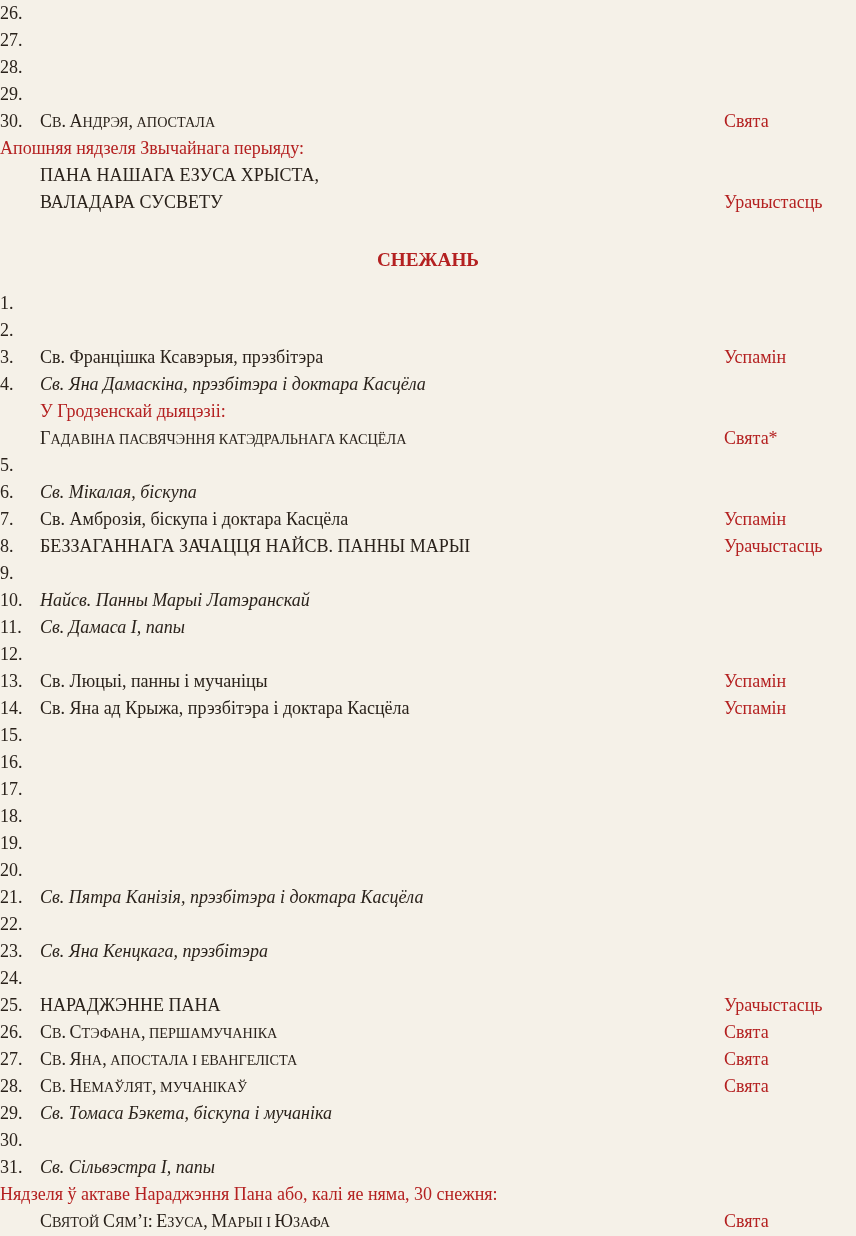 26.
27.
28.
29.
30. Св. Андрэя, апостала Свята
Апошняя нядзеля Звычайнага перыяду:
ПАНА НАШАГА ЕЗУСА ХРЫСТА,
ВАЛАДАРА СУСВЕТУ Урачыстасць
СНЕЖАНЬ
1.
2.
3. Св. Францішка Ксавэрыя, прэзбітэра Успамін
4. Св. Яна Дамаскіна, прэзбітэра і доктара Касцёла
У Гродзенскай дыяцэзіі:
Гадавіна пасвячэння катэдральнага касцёла Свята*
5.
6. Св. Мікалая, біскупа
7. Св. Амброзія, біскупа і доктара Касцёла Успамін
8. БЕЗЗАГАННАГА ЗАЧАЦЦЯ НАЙСВ. ПАННЫ МАРЫІ Урачыстасць
9.
10. Найсв. Панны Марыі Латэранскай
11. Св. Дамаса І, папы
12.
13. Св. Люцыі, панны і мучаніцы Успамін
14. Св. Яна ад Крыжа, прэзбітэра і доктара Касцёла Успамін
15.
16.
17.
18.
19.
20.
21. Св. Пятра Канізія, прэзбітэра і доктара Касцёла
22.
23. Св. Яна Кенцкага, прэзбітэра
24.
25. НАРАДЖЭННЕ ПАНА Урачыстасць
26. Св. Стэфана, першамучаніка Свята
27. Св. Яна, апостала і евангеліста Свята
28. Св. Немаўлят, мучанікаў Свята
29. Св. Томаса Бэкета, біскупа і мучаніка
30.
31. Св. Сільвэстра І, папы
Нядзеля ў актаве Нараджэння Пана або, калі яе няма, 30 снежня:
Святой Сям’і: Езуса, Марыі і Юзафа Свята